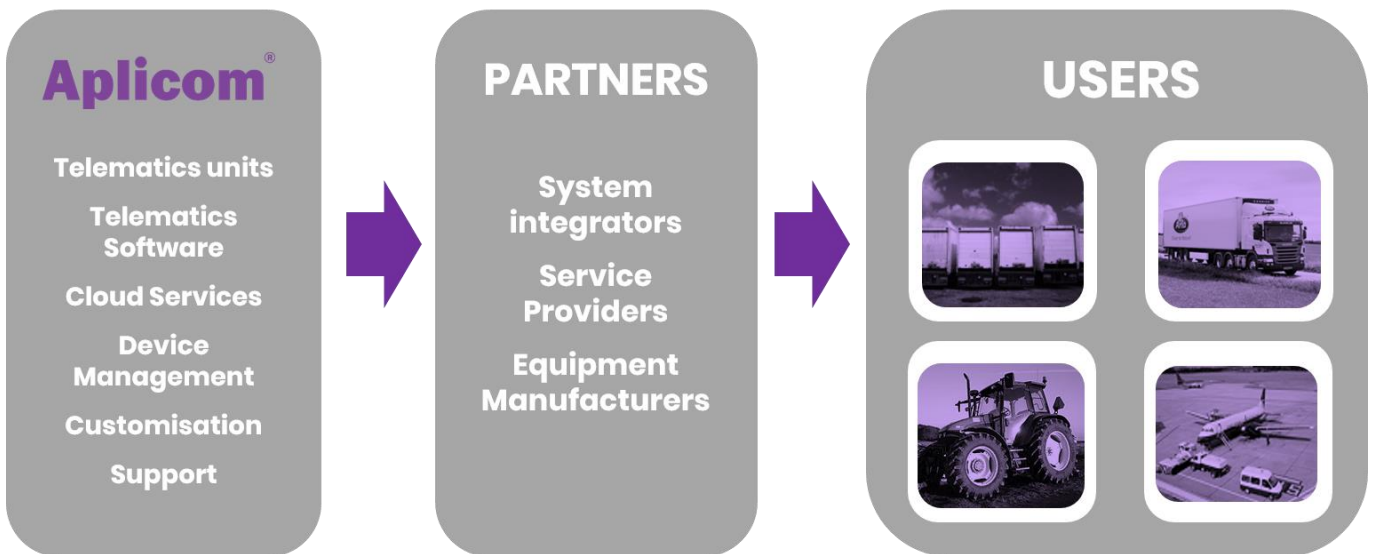 Aplicom®
Telematics units
Telematics
Software
Cloud Services
Device
Management
Customisation
Support
PARTNERS
System
integrators
Service
Providers
Equipment
Manufacturers
USERS